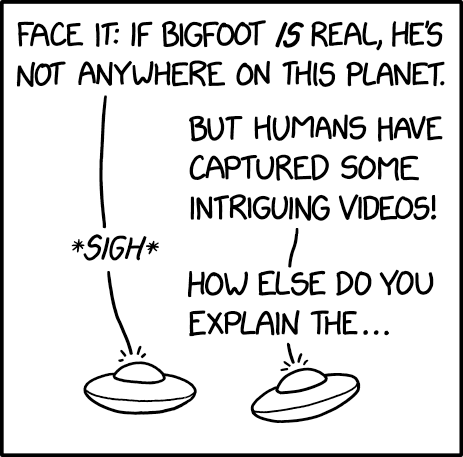 FACE IT: IF BIGFOOT IS REAL, HE'S
NOT ANYWHERE ON THIS PLANET.
BUT HUMANS HAVE
CAPTURED SOME
INTRIGUING VIDEOS!
*SIGH*
HOW ELSE DO YOU
EXPLAIN THE...